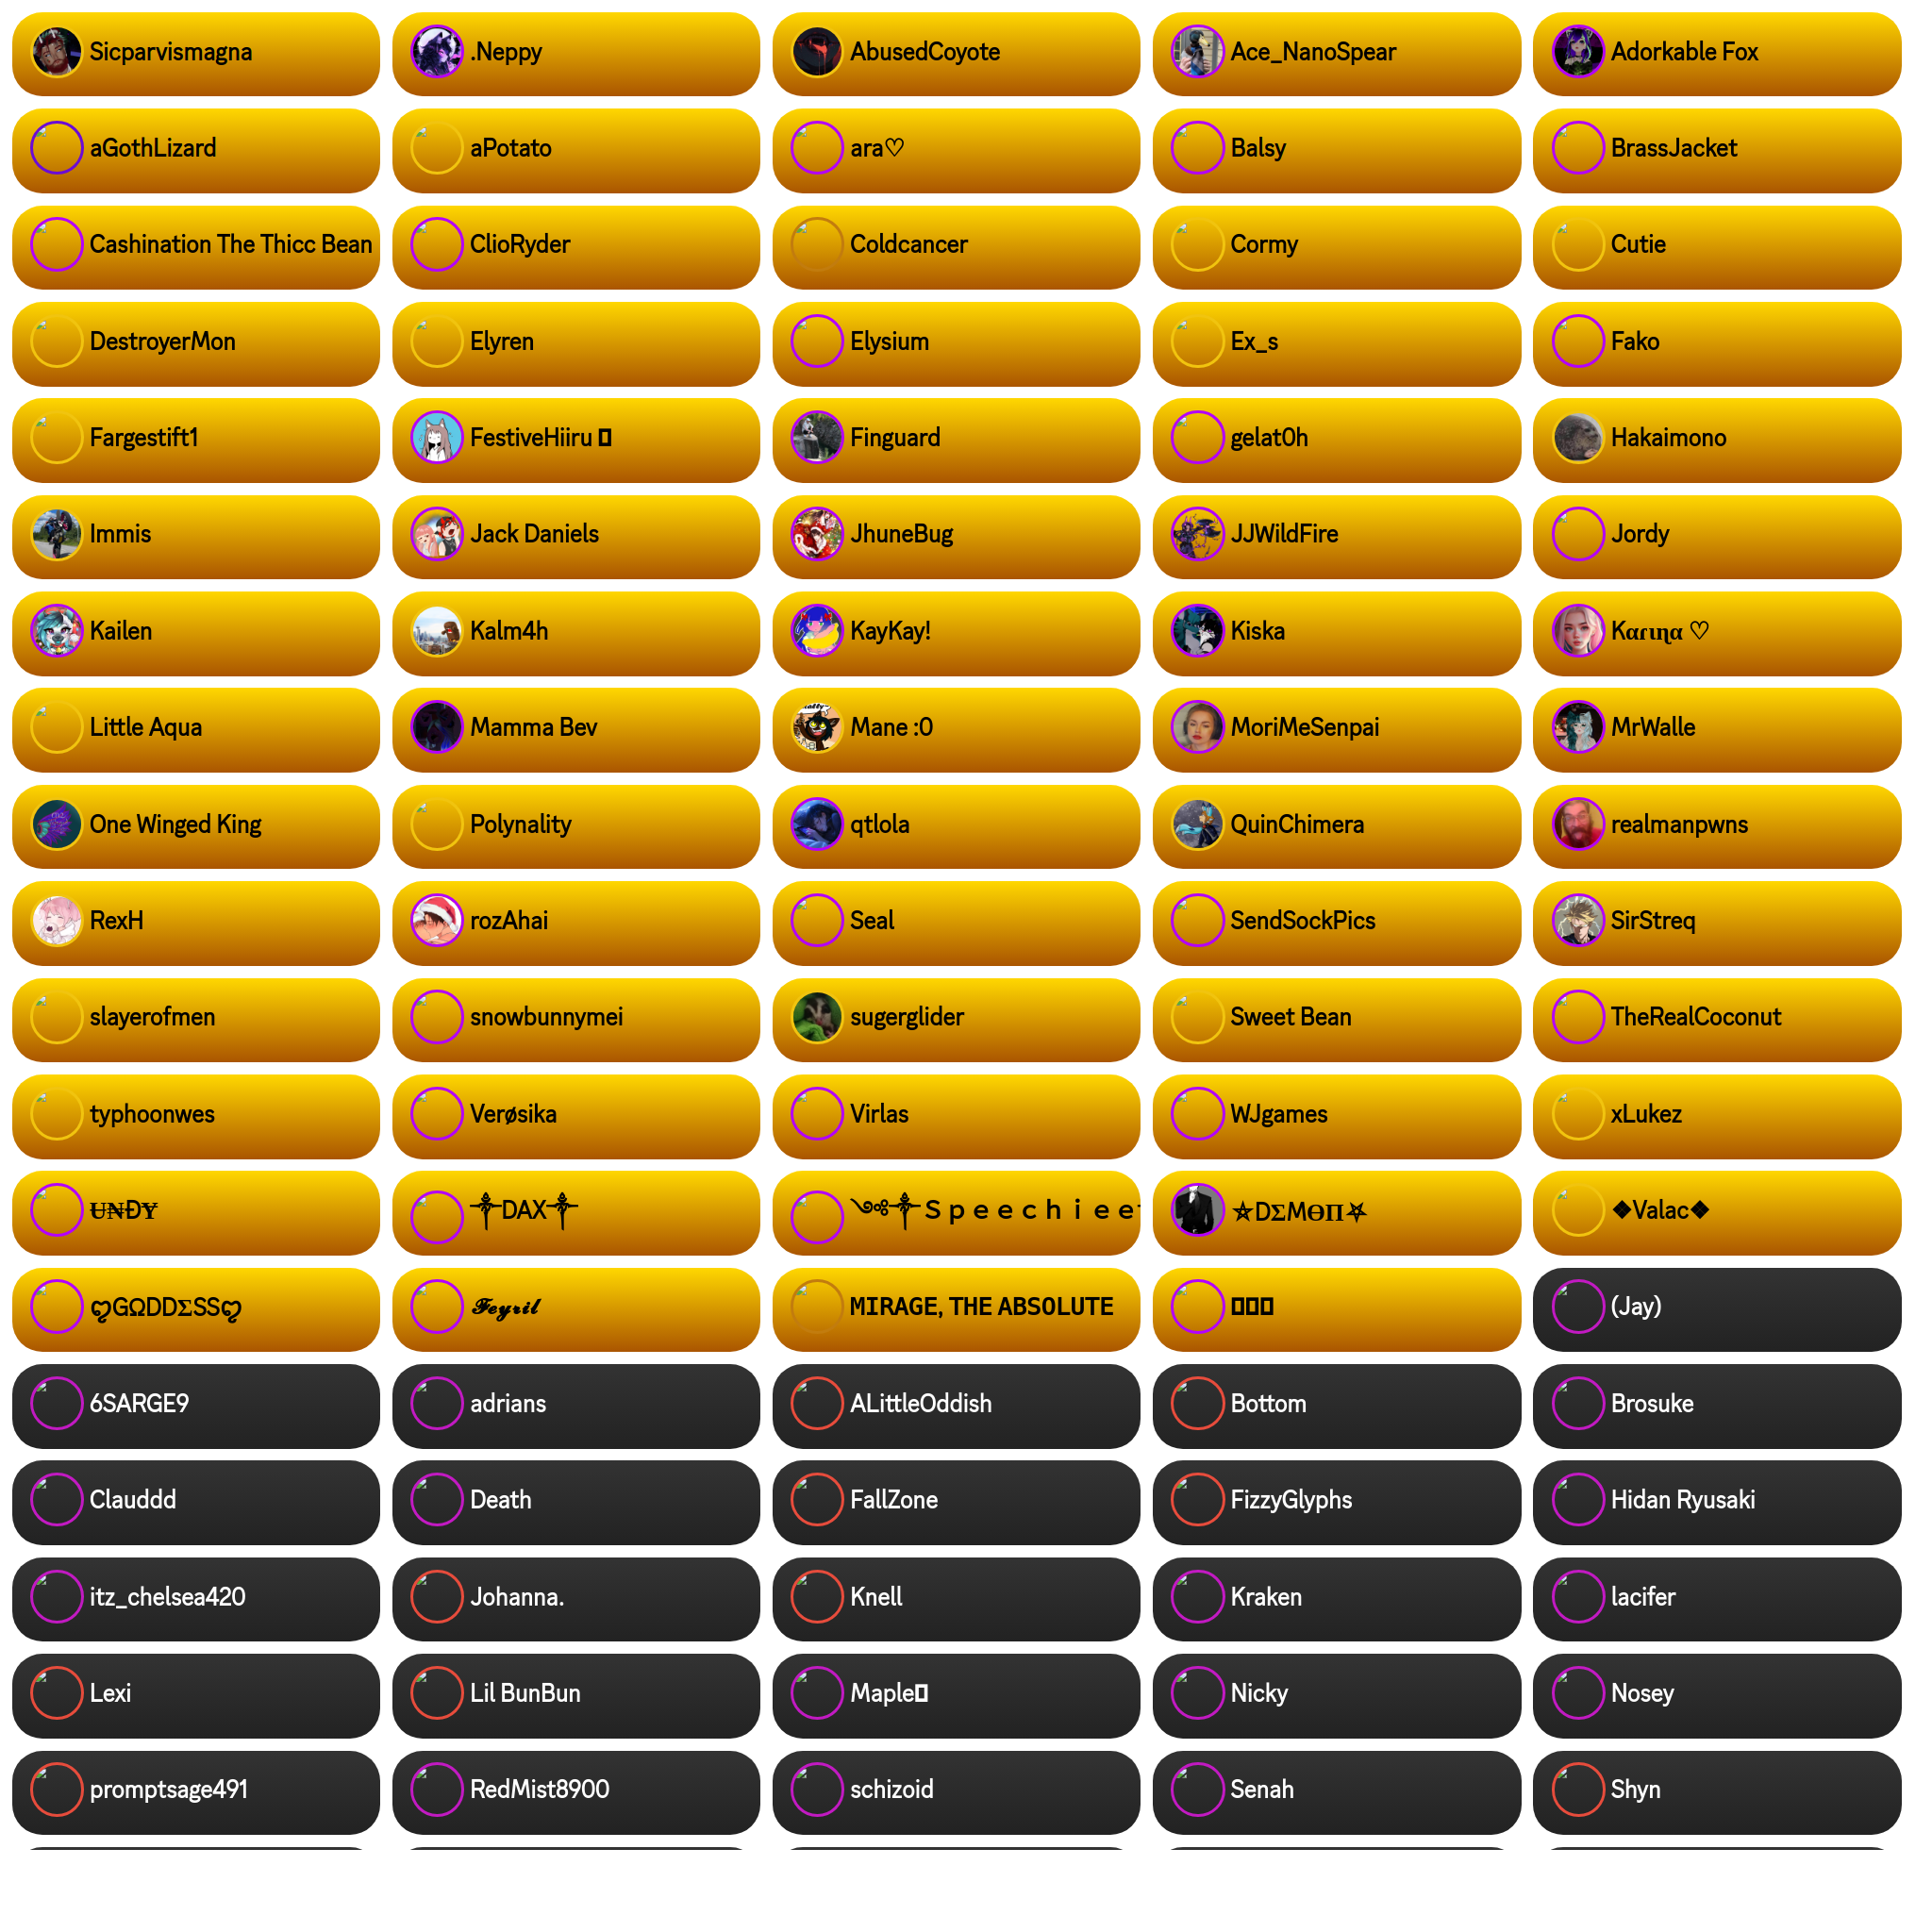 Sicparvismagna
.Neppy
AbusedCoyote
Ace_NanoSpear
Adorkable Fox
aGothLizard
aPotato
ara♡
Balsy
BrassJacket
Cashination The Thicc Bean
ClioRyder
Coldcancer
Cormy
Cutie
DestroyerMon
Elyren
Elysium
Ex_s
Fako
Fargestift1
FestiveHiiru
Finguard
gelat0h
Hakaimono
Immis
Jack Daniels
JhuneBug
JJWildFire
Jordy
Kailen
Kalm4h
KayKay!
Kiska
Kαɾιɳα ♡
Little Aqua
Mamma Bev
Mane :0
MoriMeSenpai
MrWalle
One Winged King
Polynality
qtlola
QuinChimera
realmanpwns
RexH
rozAhai
Seal
SendSockPics
SirStreq
slayerofmen
snowbunnymei
sugerglider
Sweet Bean
TheRealCoconut
typhoonwes
Verøsika
Virlas
WJgames
xLukez
ɄNĐɎ
༒DAX༒
༺༒Ｓｐｅｅｃｈｉｅｅ
⛤DΣMӨΠ⛧
❖Valac❖
ღGΩDDΣSSღ
𝓕𝓮𝔂𝓻𝓲𝓵
MIRAGE, THE ABSOLUTE
(Jay)
6SARGE9
adrians
ALittleOddish
Bottom
Brosuke
Clauddd
Death
FallZone
FizzyGlyphs
Hidan Ryusaki
itz_chelsea420
Johanna.
Knell
Kraken
lacifer
Lexi
Lil BunBun
Maple
Nicky
Nosey
promptsage491
RedMist8900
schizoid
Senah
Shyn